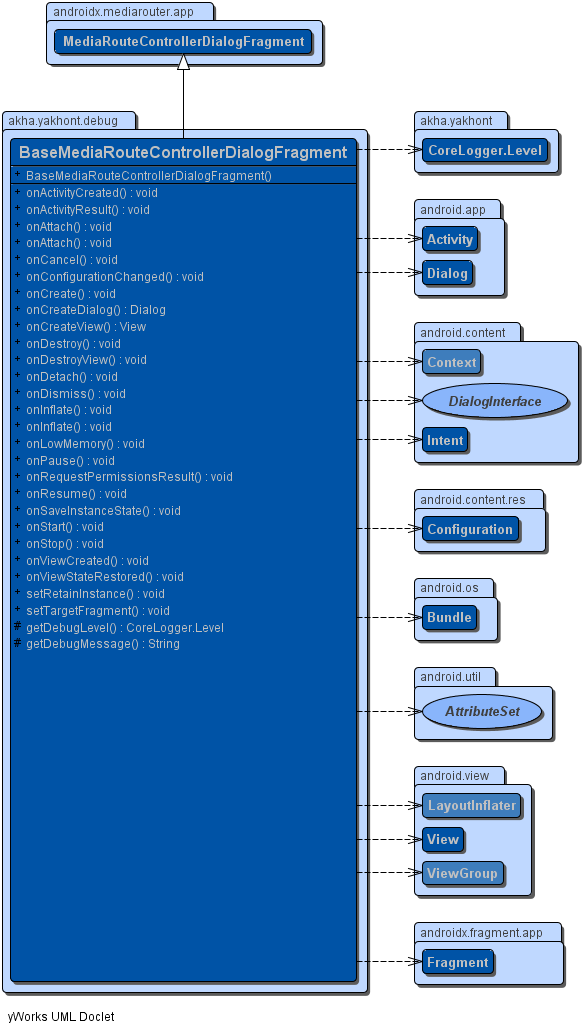 androidx.mediarouter.app
MediaRouteControllerDialogFragment
akha.yakhont.debug
BaseMediaRouteControllerDialogFragment
+ BaseMediaRouteControllerDialogFragment()
+ onActivityCreated() : void
+ onActivityResult() : void
+ onAttach() : void
+ onAttach() : void
+ onCancel() : void
+ onConfigurationChanged() : void
+ onCreate() : void
+ onCreateDialog() : Dialog
+ onCreateView() : View
+ onDestroy() : void
+ onDestroyView() : void
+ onDetach() : void
+ onDismiss() : void
+ onInflate() : void
+ onInflate() : void
+ onLowMemory() : void
+ onPause() : void
+ onRequestPermissionsResult() : void
+ onResume() : void
+ onSaveInstanceState() : void
+ onStart() : void
+ onStop() : void
+ onViewCreated() : void
+ onViewStateRestored() : void
+ setRetainInstance() : void
+ setTargetFragment() : void
# getDebugLevel() : CoreLogger.Level
# getDebugMessage() : String
akha.yakhont
CoreLogger.Level
android.app
Activity
Dialog
android.content
Context
DialogInterface
Intent
android.content.res
Configuration
android.os
Bundle
android.util
AttributeSet
android.view
LayoutInflater
View
ViewGroup
androidx.fragment.app
Fragment
yWorks UML Doclet